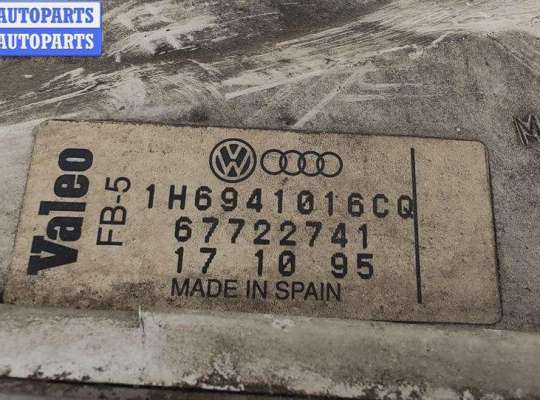 AUTOPARTS
AUTOPARTS
Valeo
FB-5
1H6941016CQ
67722741
17 10 95
MADE IN SPAIN
M